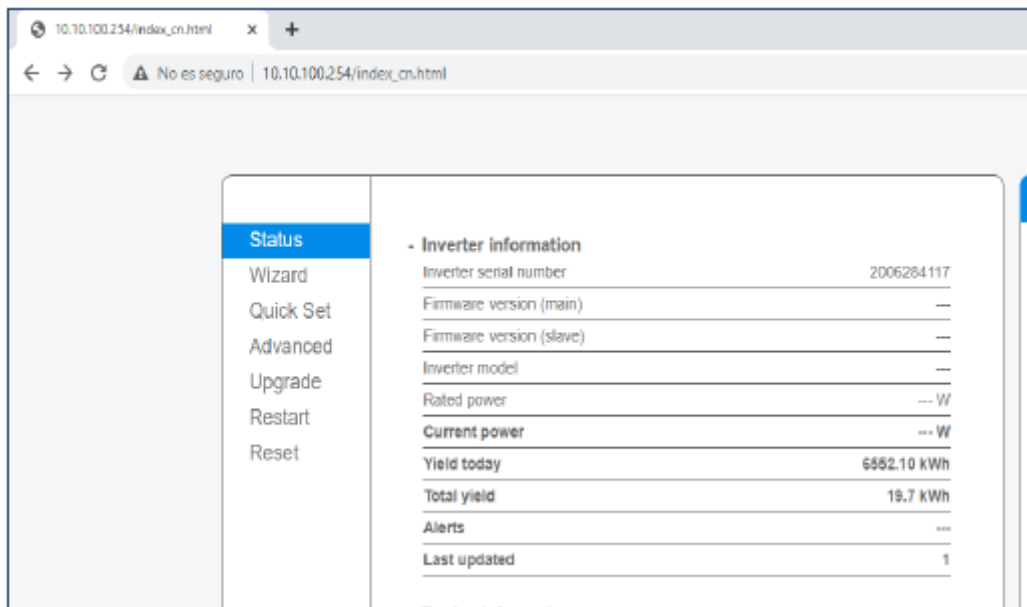 10.10.100.254/index_cn.html
No es seguro | 10.10.100.254/index_cn.html
Status
Wizard
Quick Set
Advanced
Upgrade
Restart
Reset
- Inverter information
Inverter serial number 2006284117
Firmware version (main) ---
Firmware version (slave) ---
Inverter model ---
Rated power --- W
Current power --- W
Yield today 6552.10 kWh
Total yield 19.7 kWh
Alerts ---
Last updated 1